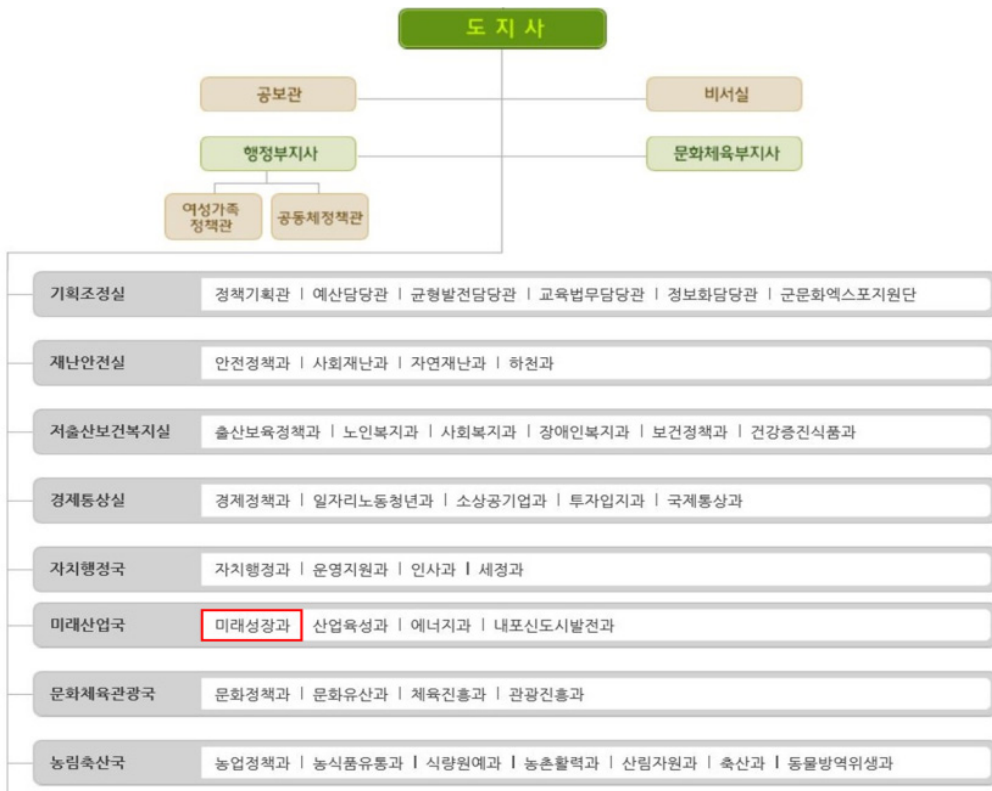 도 지 사
공보관
비서실
행정부지사
문화체육부지사
여성가족
정책관
공동체정책관
기획조정실 정책기획관 | 예산담당관 | 균형발전담당관 | 교육법무담당관 | 정보화담당관 | 군문화엑스포지원단
재난안전실 안전정책과 | 사회재난과 | 자연재난과 | 하천과
저출산보건복지실 출산보육정책과 | 노인복지과 | 사회복지과 | 장애인복지과 | 보건정책과 | 건강증진식품과
경제통상실 경제정책과 | 일자리노동청년과 | 소상공기업과 | 투자입지과 | 국제통상과
자치행정국 자치행정과 | 운영지원과 | 인사과 | 세정과
미래산업국 미래성장과 산업육성과 | 에너지과 | 내포신도시발전과
문화체육관광국 문화정책과 | 문화유산과 | 체육진흥과 | 관광진흥과
농림축산국 농업정책과 | 농식품유통과 | 식량원예과 | 농촌활력과 | 산림자원과 | 축산과 | 동물방역위생과